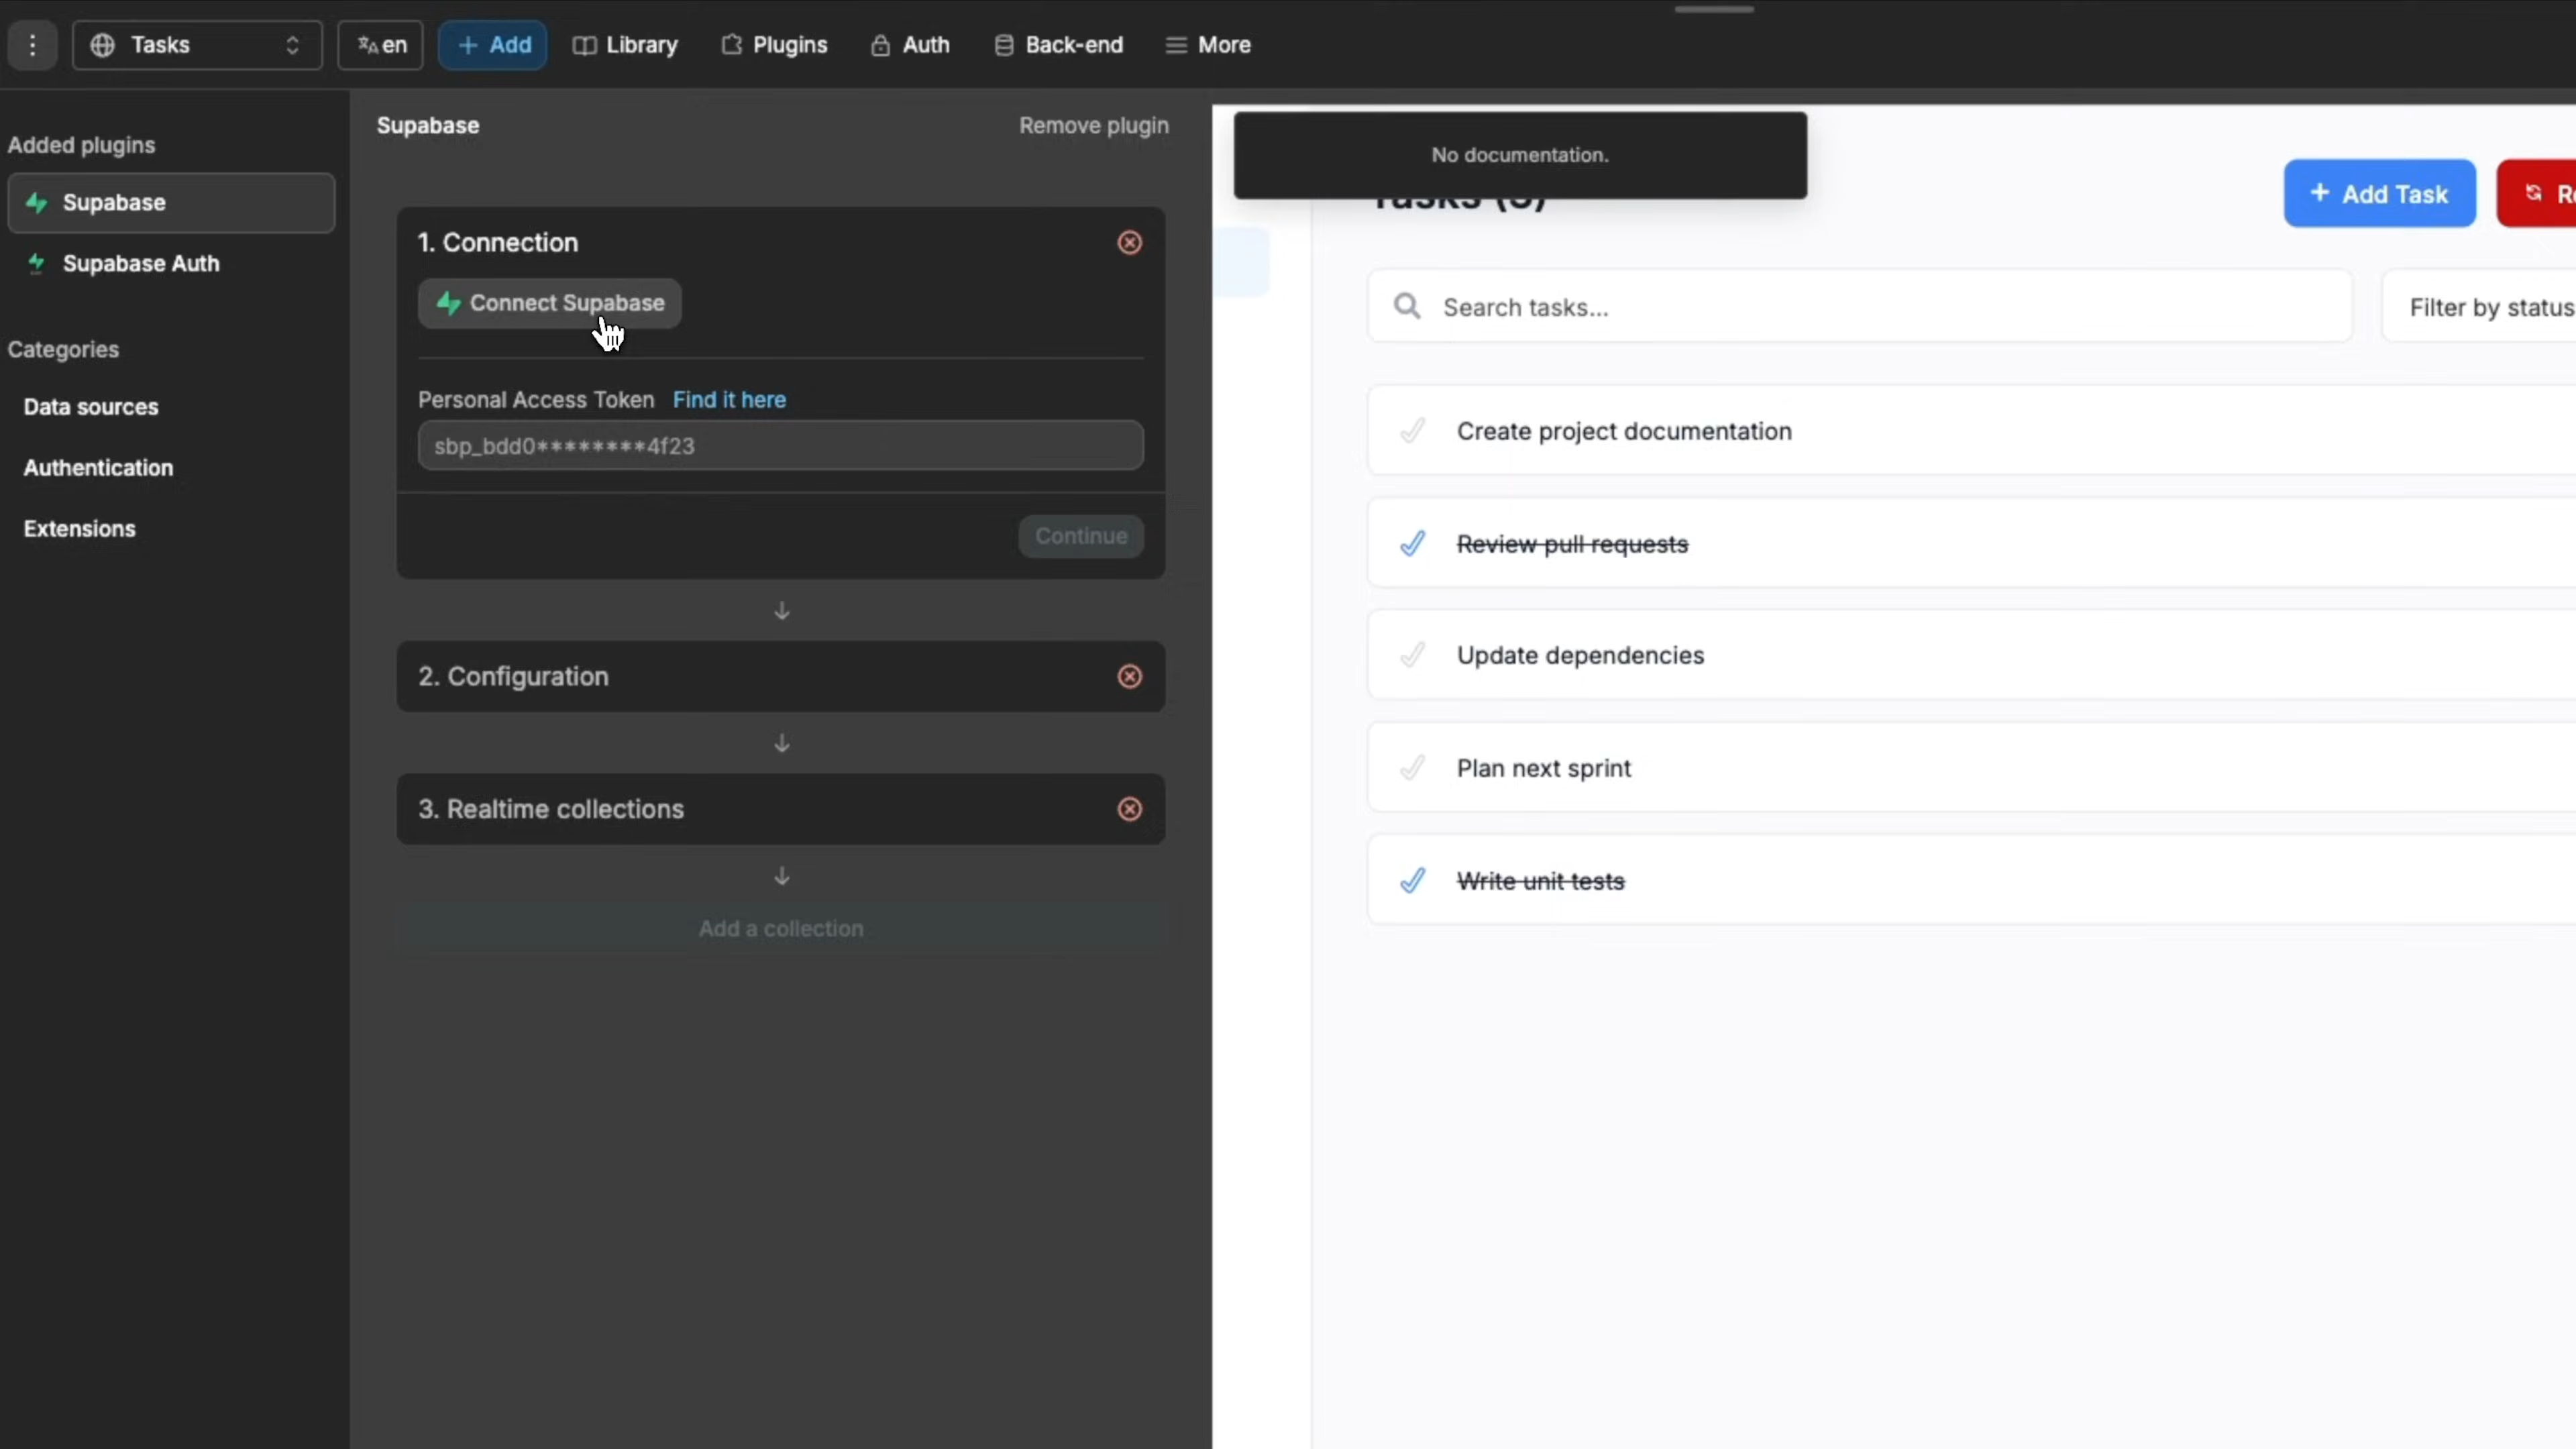 Tasks
en
+ Add
Library
Plugins
Auth
Back-end
More
Added plugins
Supabase
Supabase Auth
Categories
Data sources
Authentication
Extensions
Supabase
Remove plugin
1. Connection
Connect Supabase
Personal Access Token Find it here
sbp_bdd0********4f23
Continue
2. Configuration
3. Realtime collections
Add a collection
No documentation.
+ Add Task
Search tasks...
Filter by status
Create project documentation
Review pull requests
Update dependencies
Plan next sprint
Write unit tests